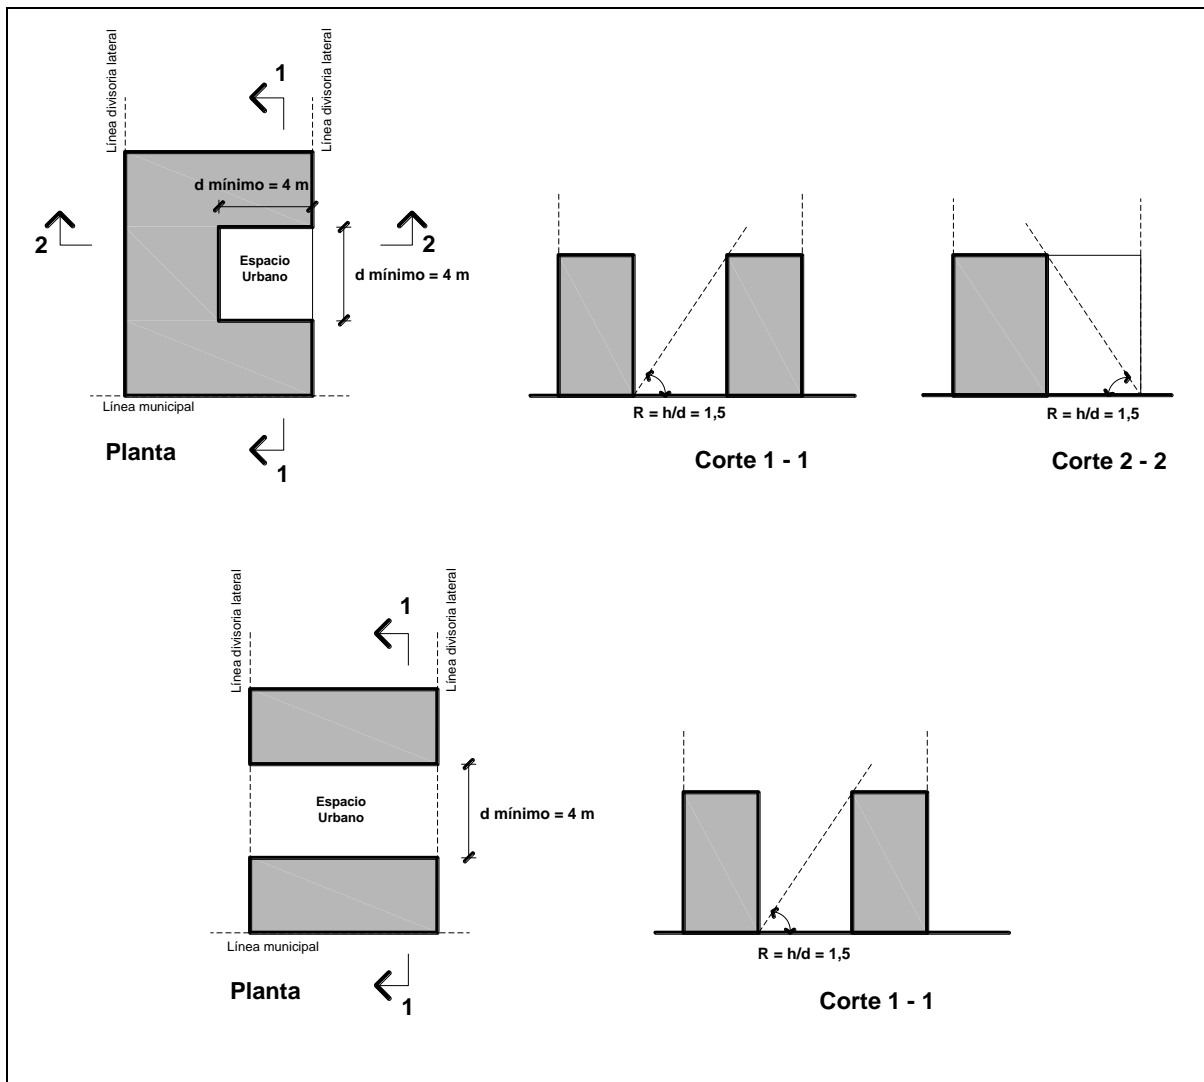 Línea divisoria lateral
Línea divisoria lateral
1
d mínimo = 4 m
2
2
Espacio
Urbano
d mínimo = 4 m
Línea municipal
Planta
1
R = h/d = 1,5
Corte 1 - 1
R = h/d = 1,5
Corte 2 - 2
Línea divisoria lateral
Línea divisoria lateral
1
Espacio
Urbano
d mínimo = 4 m
Línea municipal
Planta
1
R = h/d = 1,5
Corte 1 - 1